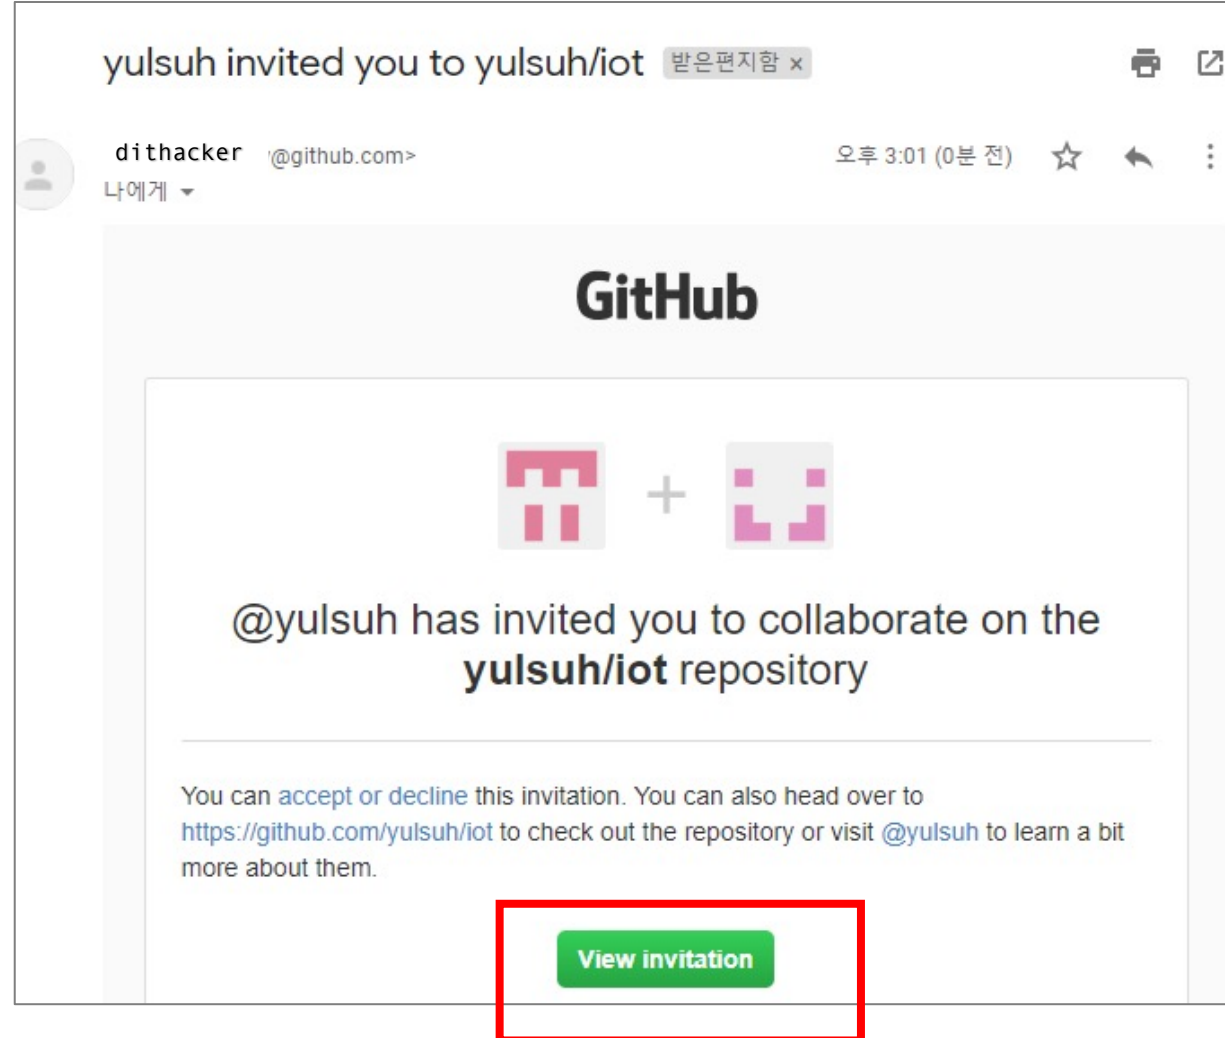 yulsuh invited you to yulsuh/iot 받은편지함 ×
dithacker @github.com> 오후 3:01 (0분 전)
나에게
GitHub
@yulsuh has invited you to collaborate on the
yulsuh/iot repository
You can accept or decline this invitation. You can also head over to
https://github.com/yulsuh/iot to check out the repository or visit @yulsuh to learn a bit
more about them.
View invitation